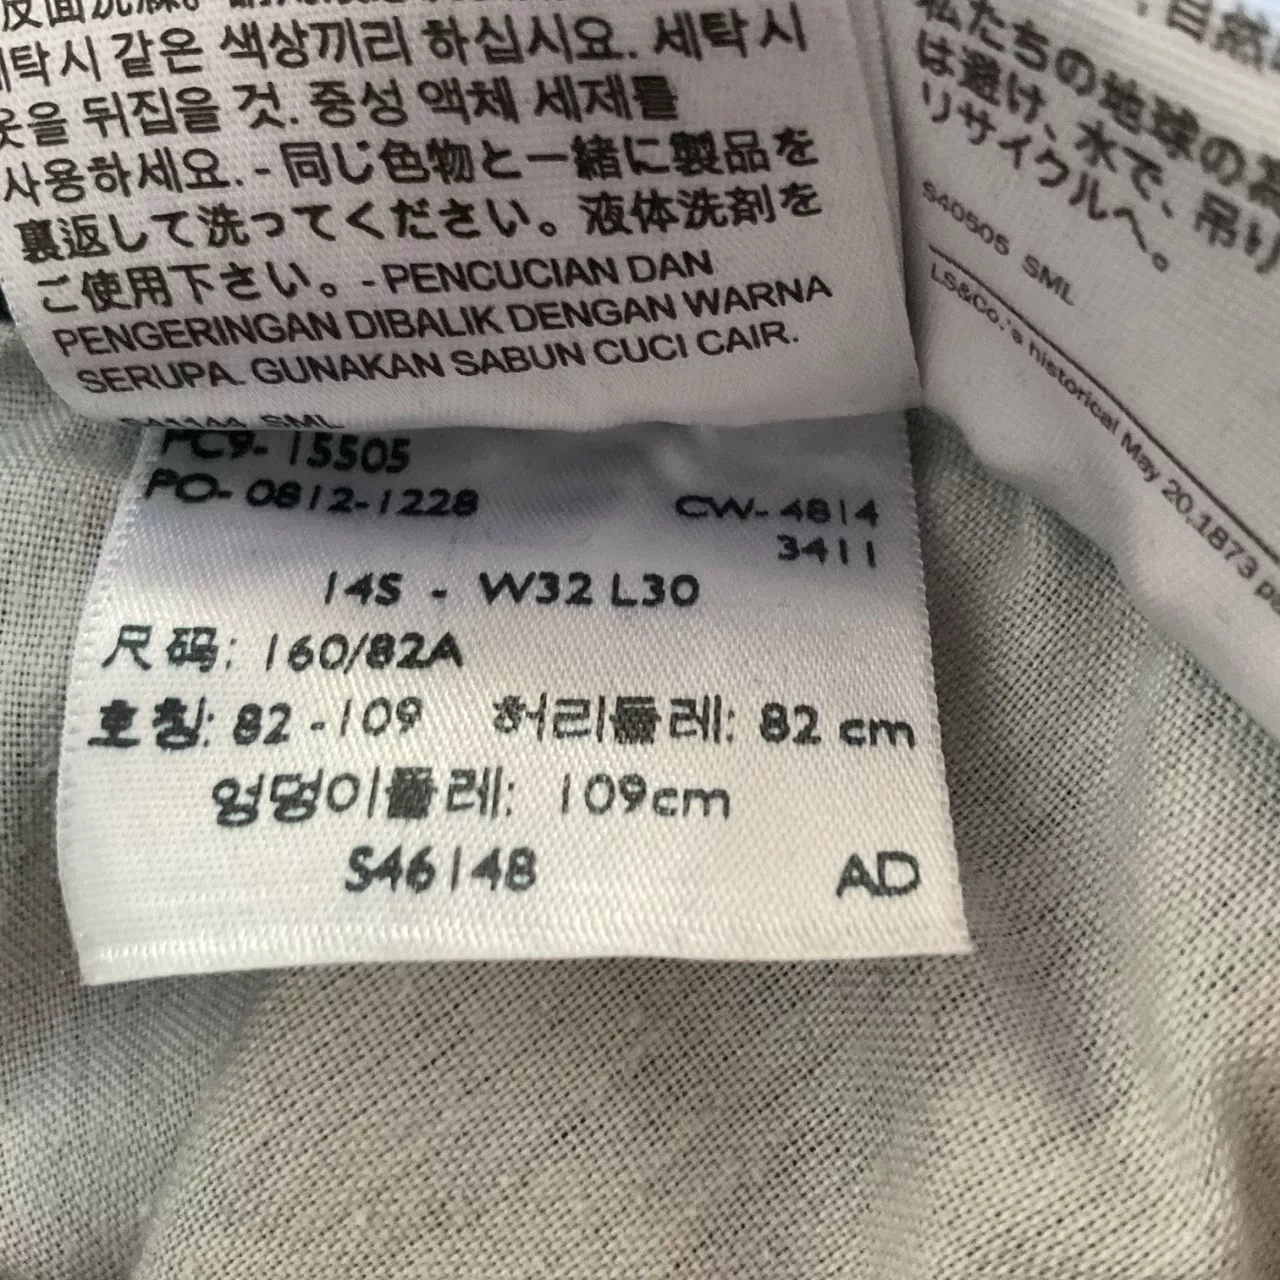 세탁시 같은 색상끼리 하십시요. 세탁시
옷을 뒤집을 것. 중성 액체 세제를
사용하세요. - 同じ色物と一緒に製品を
裏返して洗ってください。液体洗剤を
ご使用下さい。- PENCUCIAN DAN
PENGERINGAN DIBALIK DENGAN WARNA
SERUPA. GUNAKAN SABUN CUCI CAIR.
PC9- 15505
PO- 0812-1228
CW- 4814
3411
14S - W32 L30
尺码: 160/82A
호칭: 82 -109 허리둘레: 82 cm
엉덩이둘레: 109cm
S46148 AD
自然
私たちの地球の為
は避け、水で、吊り
リサイクルへ。
S40505 SML
LS&Co.'s historical May 20,1873